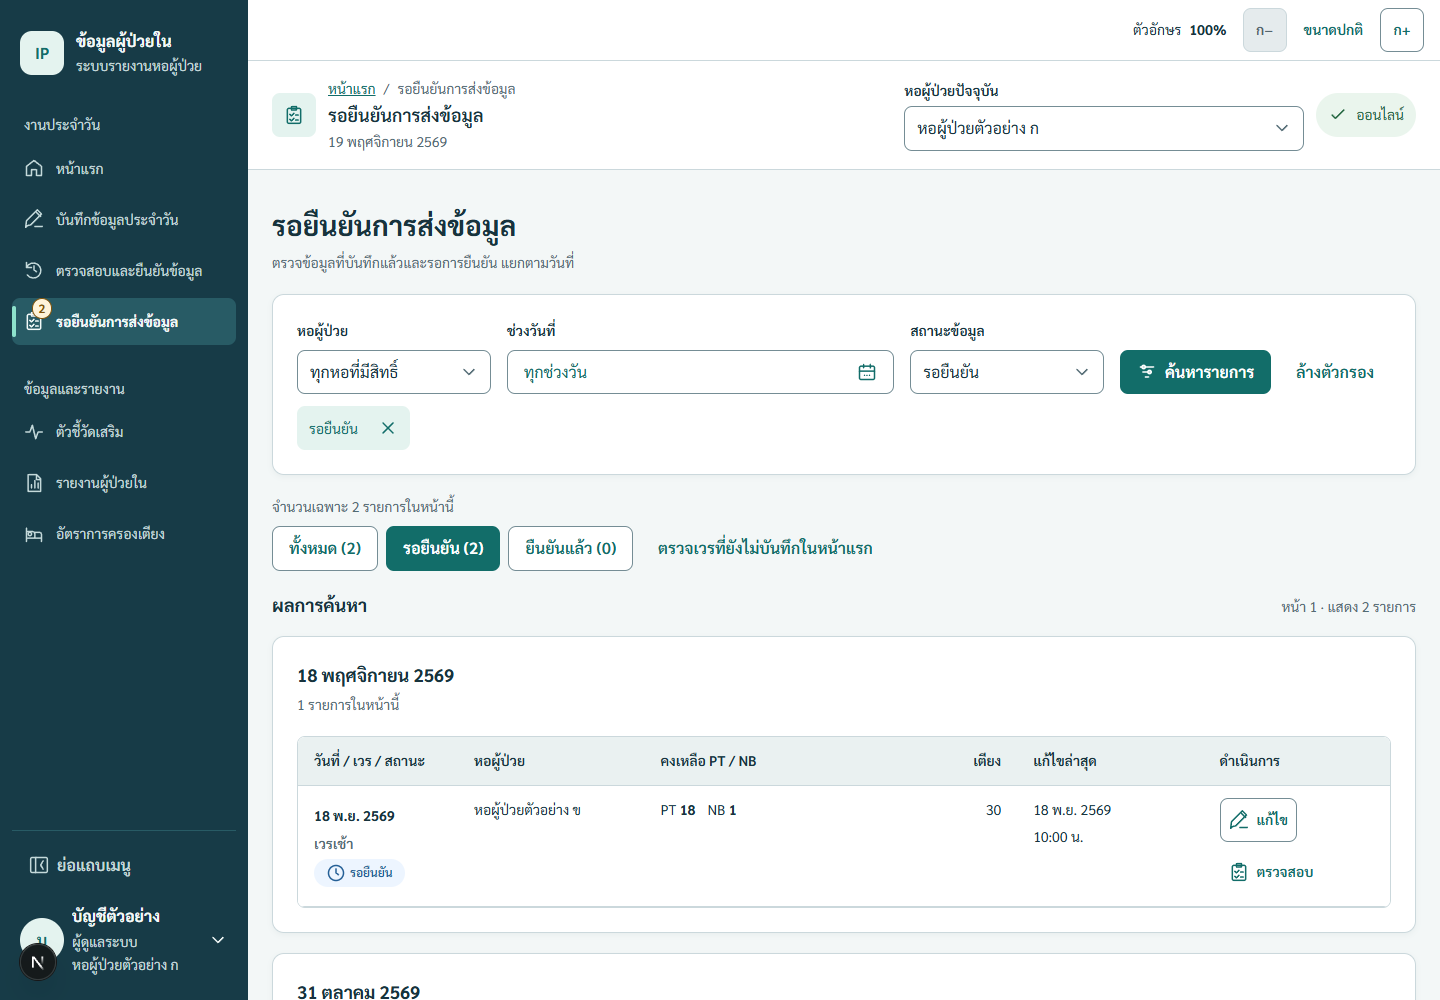 IP
ข้อมูลผู้ป่วยใน
ระบบรายงานหอผู้ป่วย
งานประจำวัน
หน้าแรก
บันทึกข้อมูลประจำวัน
ตรวจสอบและยืนยันข้อมูล
2
รอยืนยันการส่งข้อมูล
ข้อมูลและรายงาน
ตัวชี้วัดเสริม
รายงานผู้ป่วยใน
อัตราการครองเตียง
ย่อแถบเมนู
บัญชีตัวอย่าง
ผู้ดูแลระบบ
หอผู้ป่วยตัวอย่าง ก
N
ตัวอักษร 100% ก− ขนาดปกติ ก+
หน้าแรก / รอยืนยันการส่งข้อมูล
รอยืนยันการส่งข้อมูล
19 พฤศจิกายน 2569
หอผู้ป่วยปัจจุบัน
หอผู้ป่วยตัวอย่าง ก
ออนไลน์
รอยืนยันการส่งข้อมูล
ตรวจข้อมูลที่บันทึกแล้วและรอการยืนยัน แยกตามวันที่
หอผู้ป่วย ช่วงวันที่ สถานะข้อมูล
ทุกหอที่มีสิทธิ์ ทุกช่วงวัน รอยืนยัน ค้นหารายการ ล้างตัวกรอง
รอยืนยัน
จำนวนเฉพาะ 2 รายการในหน้านี้
ทั้งหมด (2) รอยืนยัน (2) ยืนยันแล้ว (0) ตรวจเวรที่ยังไม่บันทึกในหน้าแรก
ผลการค้นหา หน้า 1 · แสดง 2 รายการ
18 พฤศจิกายน 2569
1 รายการในหน้านี้
วันที่ / เวร / สถานะ หอผู้ป่วย คงเหลือ PT / NB เตียง แก้ไขล่าสุด ดำเนินการ
18 พ.ย. 2569 หอผู้ป่วยตัวอย่าง ข PT 18 NB 1 30 18 พ.ย. 2569 แก้ไข
เวรเช้า 10:00 น.
รอยืนยัน ตรวจสอบ
31 ตุลาคม 2569